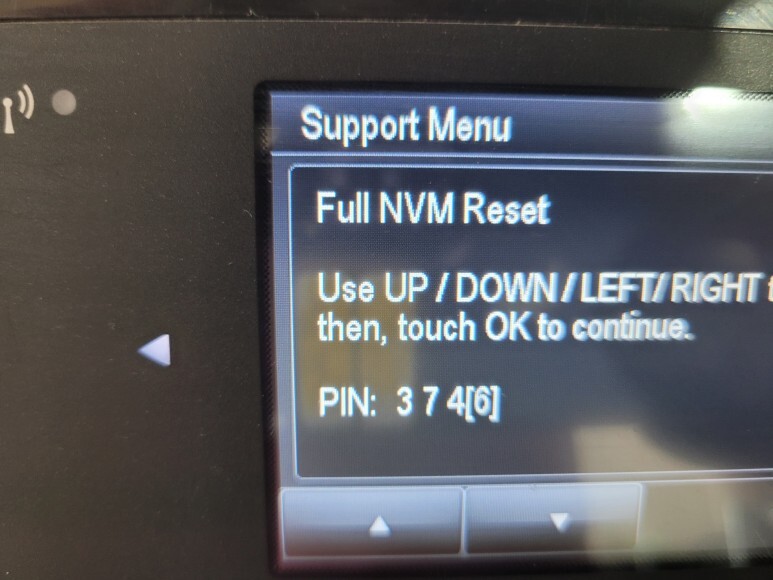 Support Menu
Full NVM Reset
Use UP / DOWN / LEFT/ RIGHT
then, touch OK to continue.
PIN: 3 7 4[6]